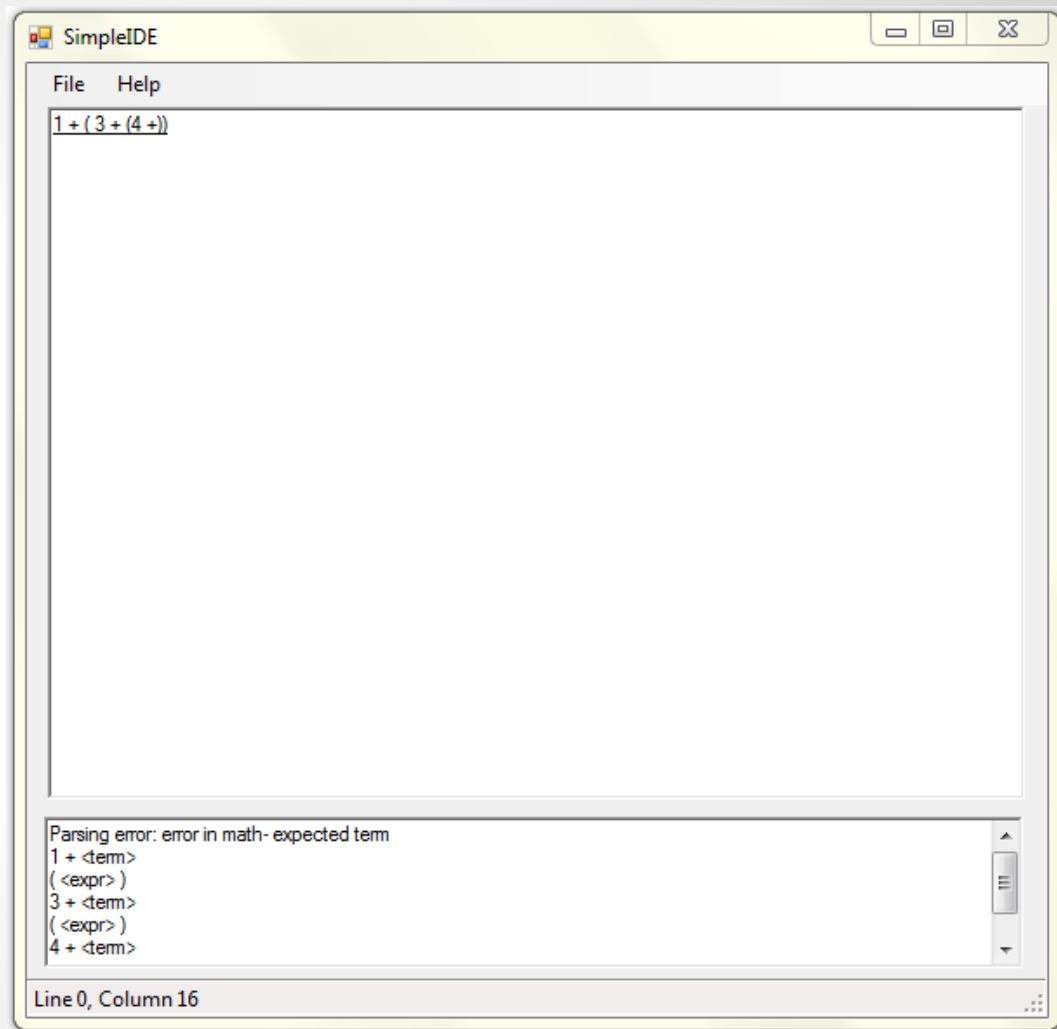 SimpleIDE
File Help
1 + ( 3 + (4 +))
Parsing error: error in math- expected term
1 + <term>
( <expr> )
3 + <term>
( <expr> )
4 + <term>
Line 0, Column 16